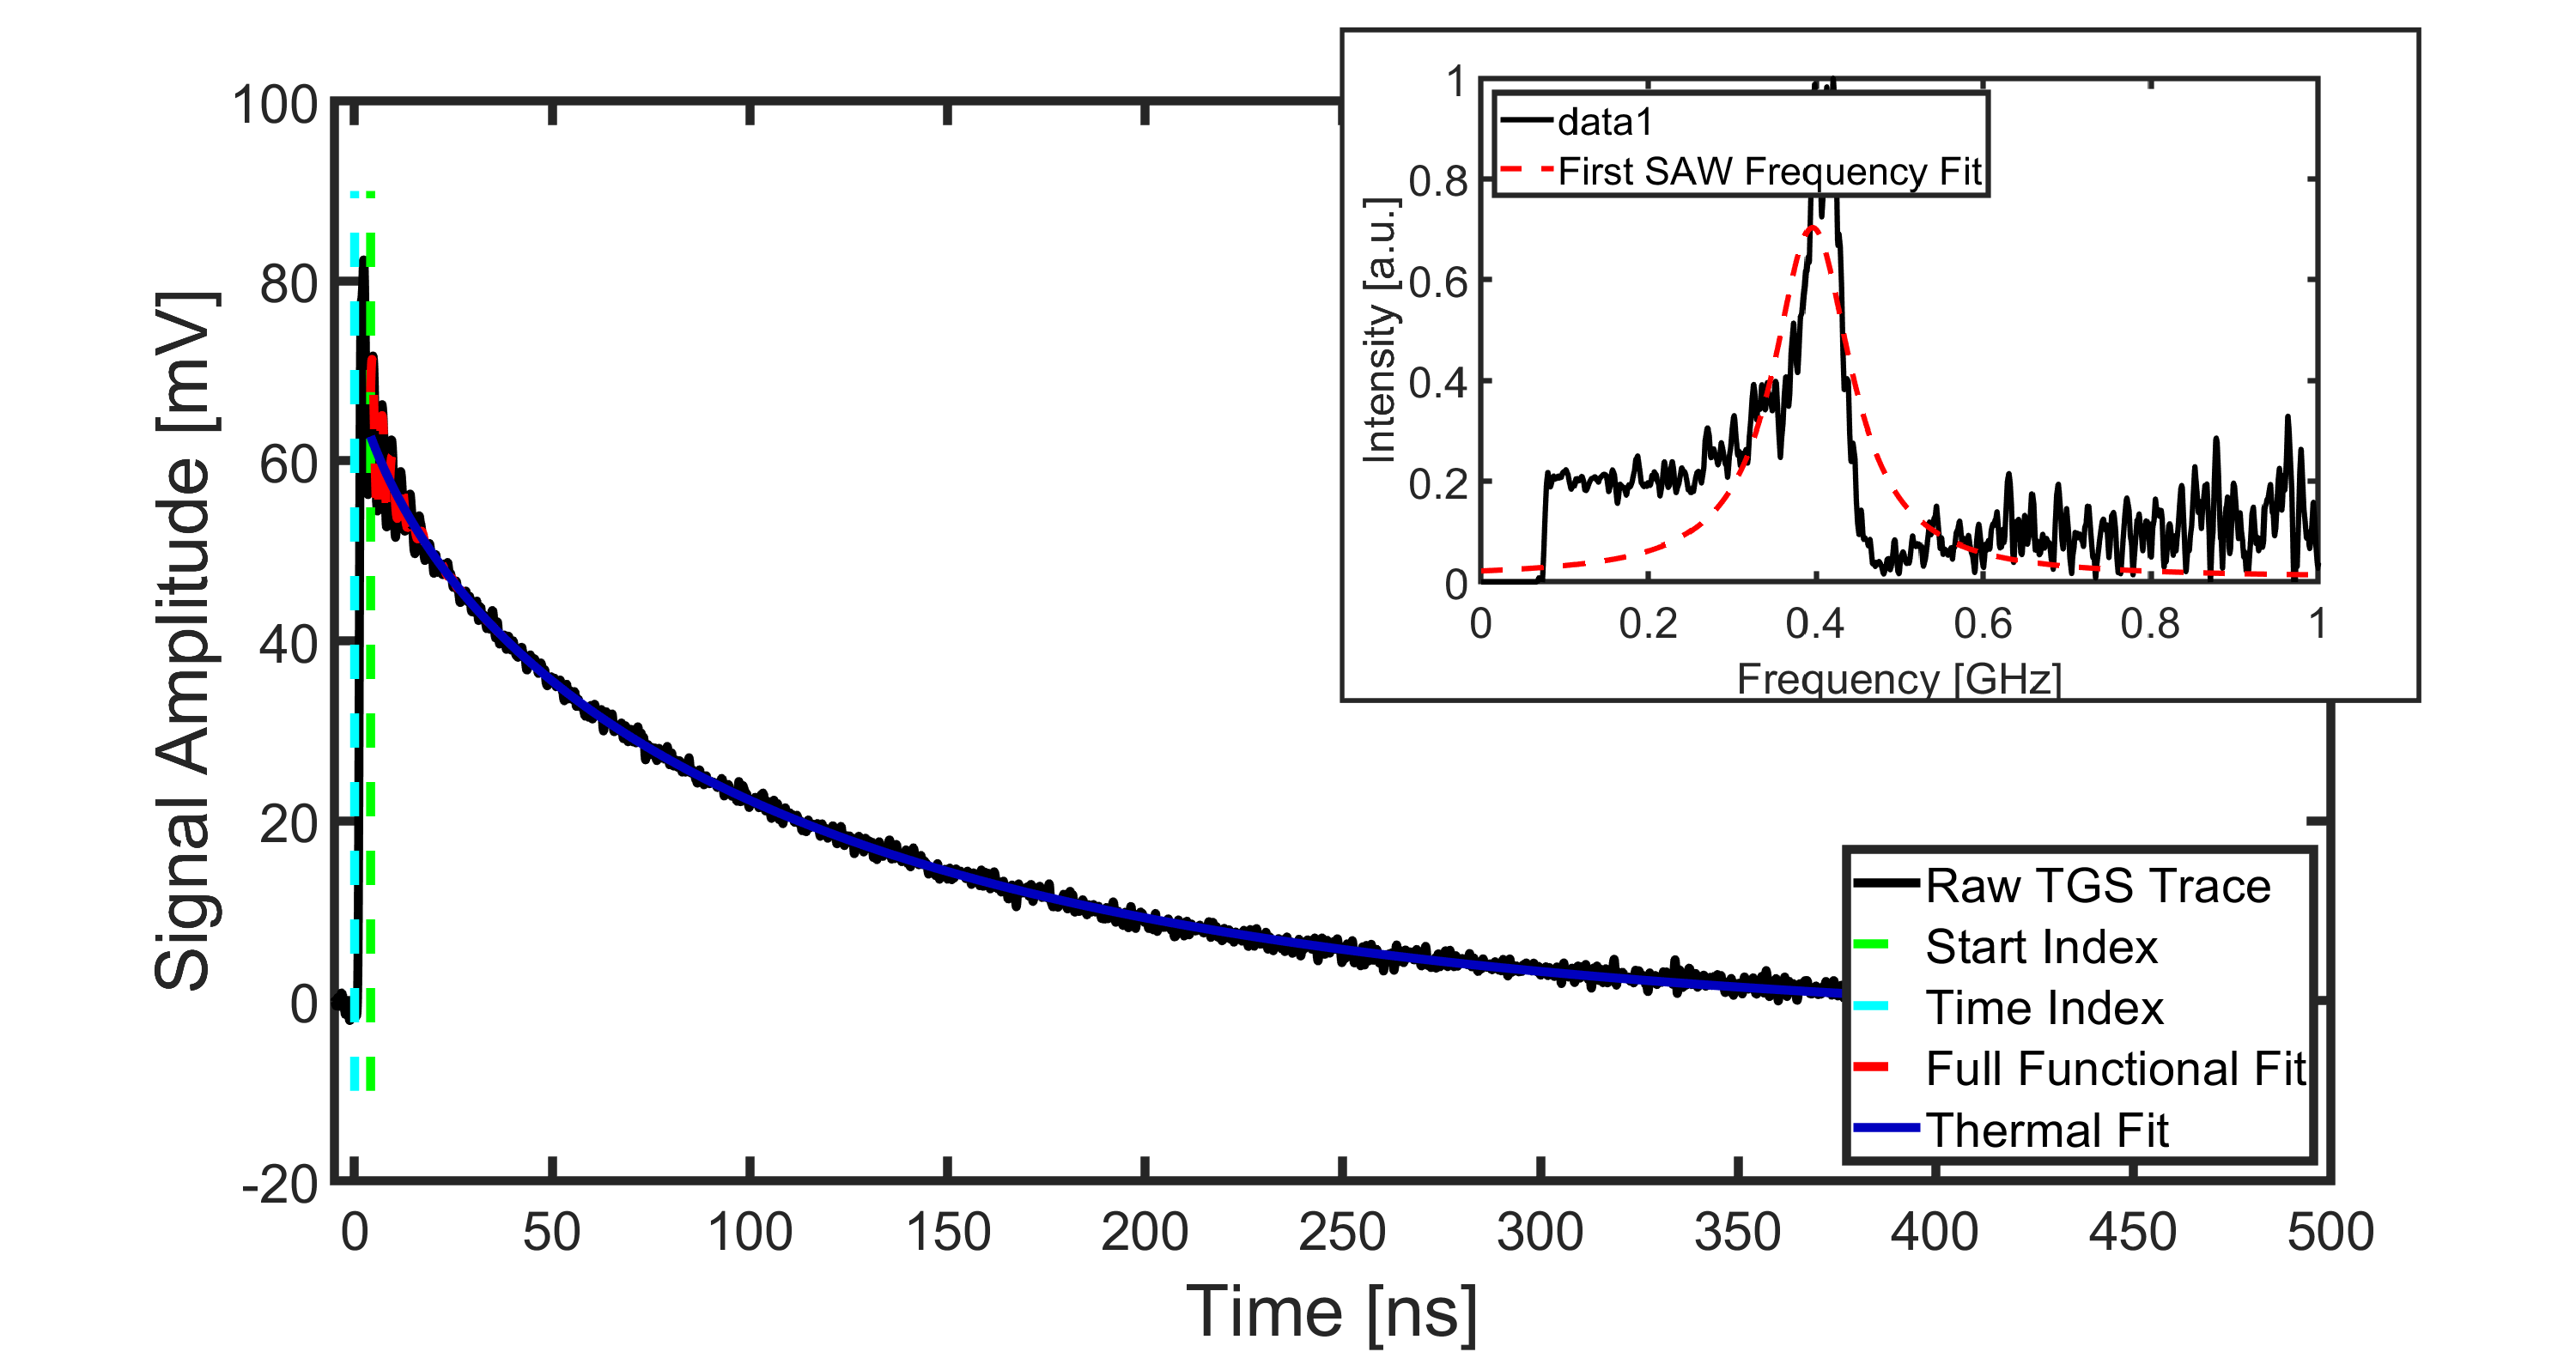 Signal Amplitude [mV]
100
80
60
40
20
0
-20
0 50 100 150 200 250 300 350 400 450 500
Time [ns]
Intensity [a.u.]
1
0.8
0.6
0.4
0.2
0
0 0.2 0.4 0.6 0.8 1
Frequency [GHz]
data1
First SAW Frequency Fit
Raw TGS Trace
Start Index
Time Index
Full Functional Fit
Thermal Fit